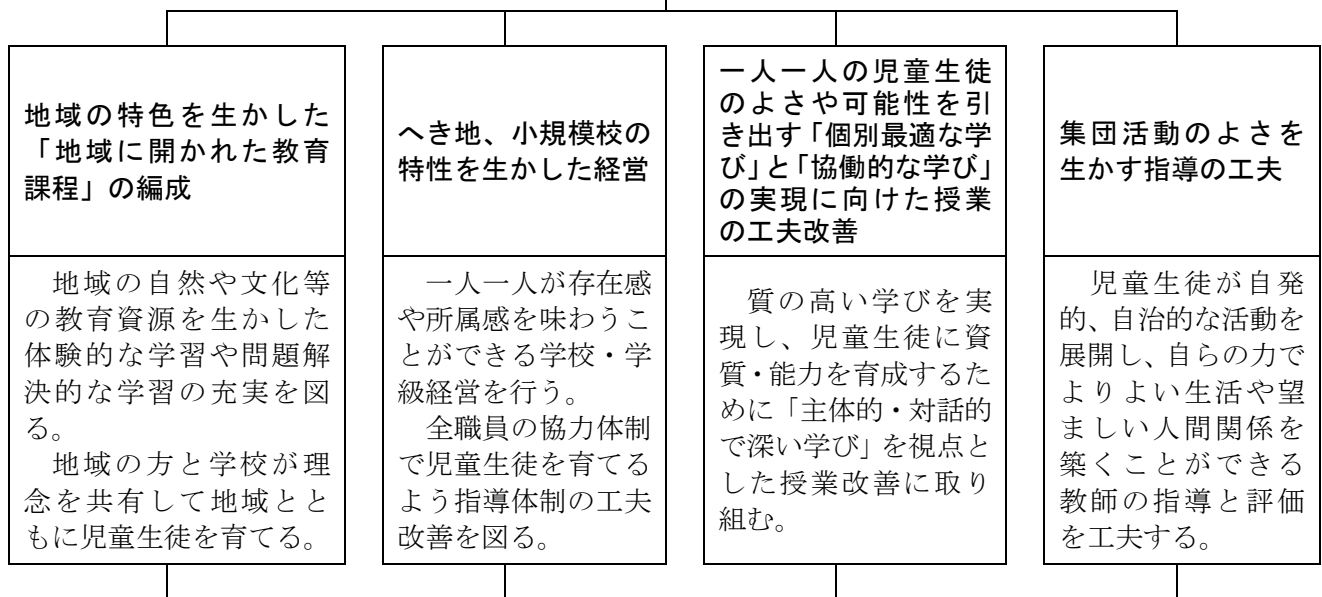 地域の特色を生かした
「地域に開かれた教育
課程」の編成
地域の自然や文化等
の教育資源を生かした
体験的な学習や問題解
決的な学習の充実を図
る。
地域の方と学校が理
念を共有して地域とと
もに児童生徒を育てる。
へき地、小規模校の
特性を生かした経営
一人一人が存在感
や所属感を味わうこ
とができる学校・学
級経営を行う。
全職員の協力体制
で児童生徒を育てる
よう指導体制の工夫
改善を図る。
一人一人の児童生徒
のよさや可能性を引
き出す「個別最適な学
び」と「協働的な学び」
の実現に向けた授業
の工夫改善
質の高い学びを実
現し、児童生徒に資
質・能力を育成するた
めに「主体的・対話的
で深い学び」を視点と
した授業改善に取り
組む。
集団活動のよさを
生かす指導の工夫
児童生徒が自発
的、自治的な活動を
展開し、自らの力で
よりよい生活や望
ましい人間関係を
築くことができる
教師の指導と評価
を工夫する。